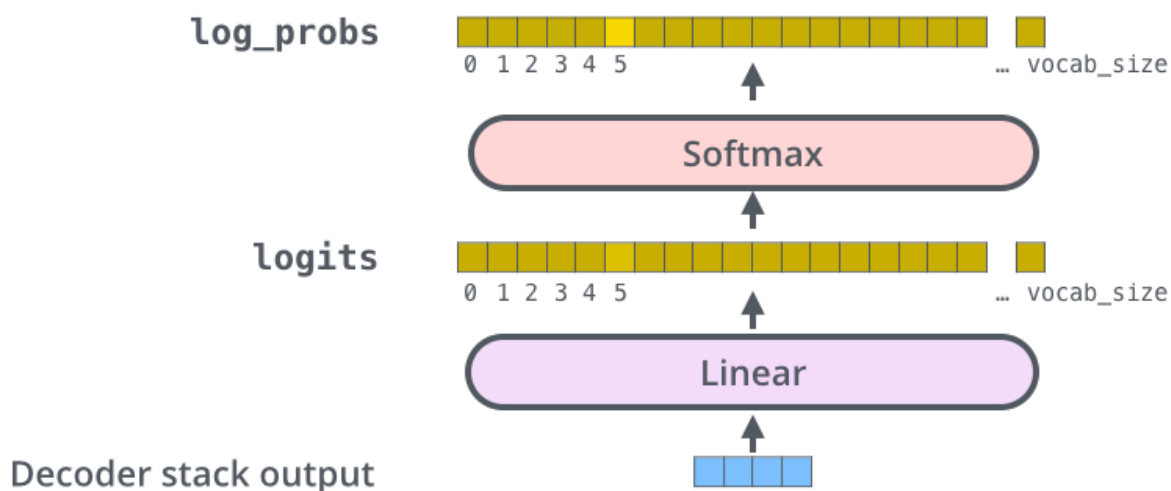 log_probs
0 1 2 3 4 5 … vocab_size
Softmax
logits
0 1 2 3 4 5 … vocab_size
Linear
Decoder stack output